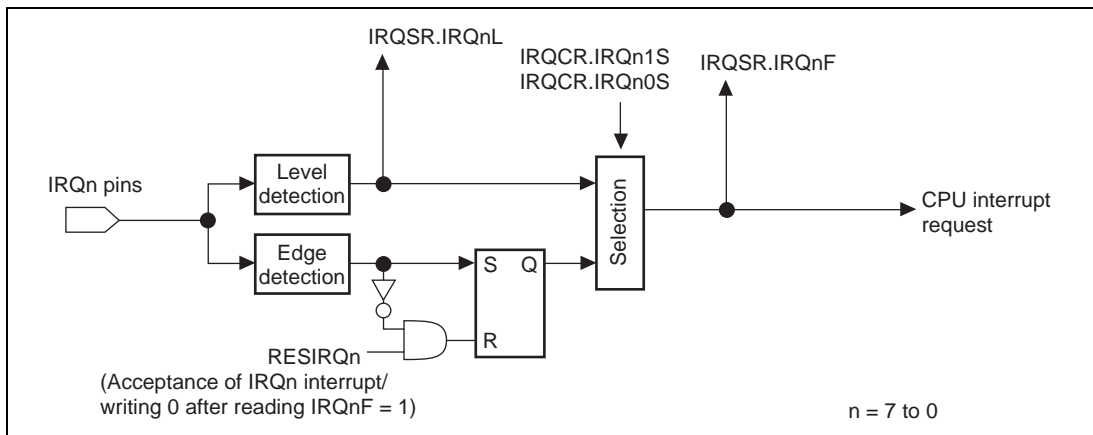 IRQSR.IRQnL
IRQCR.IRQn1S
IRQCR.IRQn0S
IRQSR.IRQnF
IRQn pins
Level
detection
Edge
detection
S Q
R
Selection
CPU interrupt
request
RESIRQn
(Acceptance of IRQn interrupt/
writing 0 after reading IRQnF = 1)
n = 7 to 0